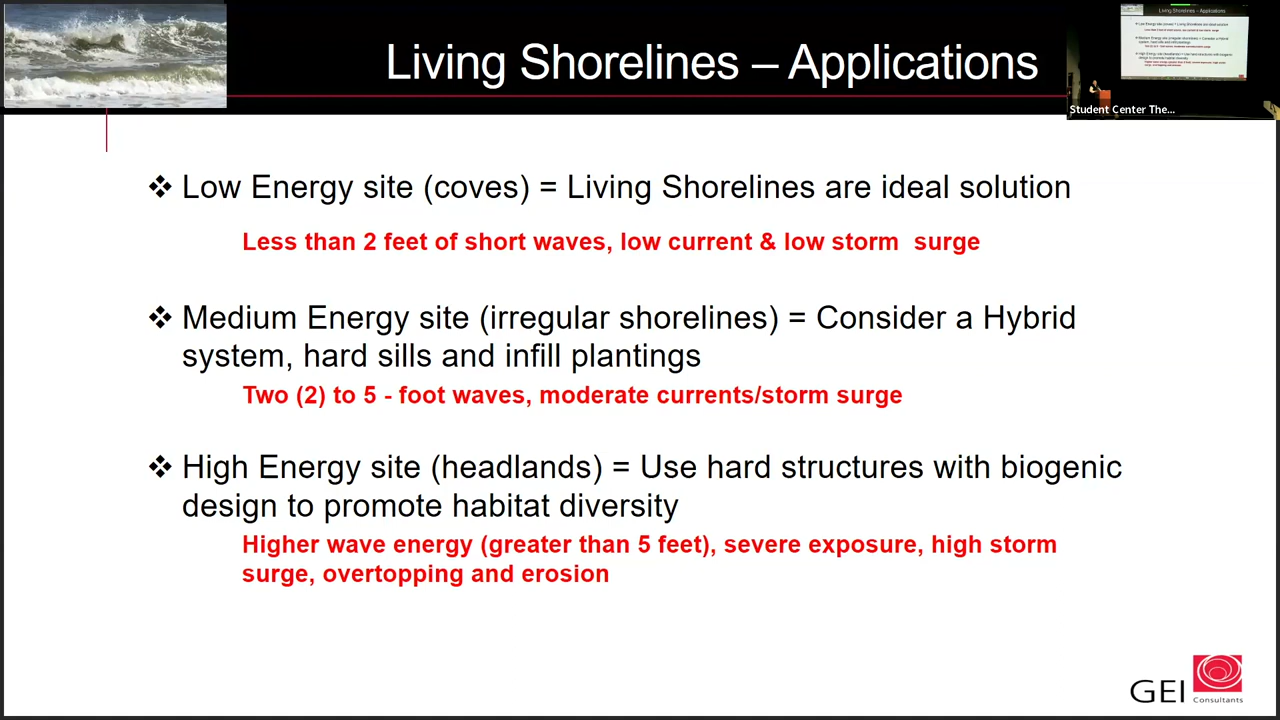 Living Shorelines – Applications
Student Center The...
❖ Low Energy site (coves) = Living Shorelines are ideal solution
Less than 2 feet of short waves, low current & low storm  surge
❖ Medium Energy site (irregular shorelines) = Consider a Hybrid
system, hard sills and infill plantings
Two (2) to 5 - foot waves, moderate currents/storm surge
❖ High Energy site (headlands) = Use hard structures with biogenic
design to promote habitat diversity
Higher wave energy (greater than 5 feet), severe exposure, high storm
surge, overtopping and erosion
GEI
Consultants